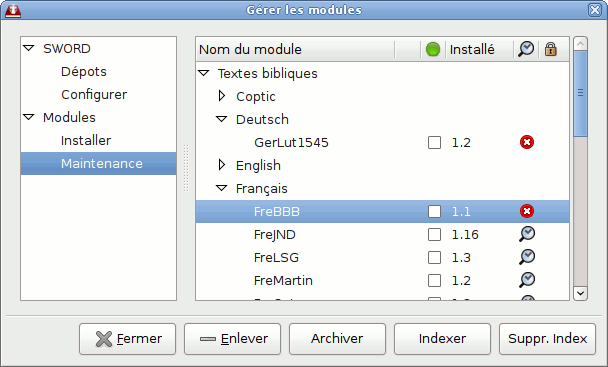 Gérer les modules
SWORD
Dépots
Configurer
Modules
Installer
Maintenance
Nom du module Installé
Textes bibliques
Coptic
Deutsch
GerLut1545 1.2
English
Français
FreBBB 1.1
FreJND 1.16
FreLSG 1.3
FreMartin 1.2
Fermer Enlever Archiver Indexer Suppr. Index